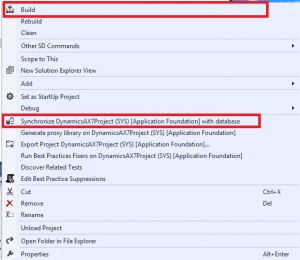 Build
Rebuild
Clean
Other SD Commands
Scope to This
New Solution Explorer View
Add
Set as StartUp Project
Debug
Synchronize DynamicsAX7Project (SYS) [Application Foundation] with database
Generate proxy library on DynamicsAX7Project (SYS) [Application Foundation]
Export Project DynamicsAX7Project (SYS) [Application Foundation]...
Run Best Practices Fixers on DynamicsAX7Project (SYS) [Application Foundation]
Discover Related Tests
Edit Best Practice Suppressions
Cut Ctrl+X
Remove Del
Rename
Unload Project
Open Folder in File Explorer
Properties Alt+Enter